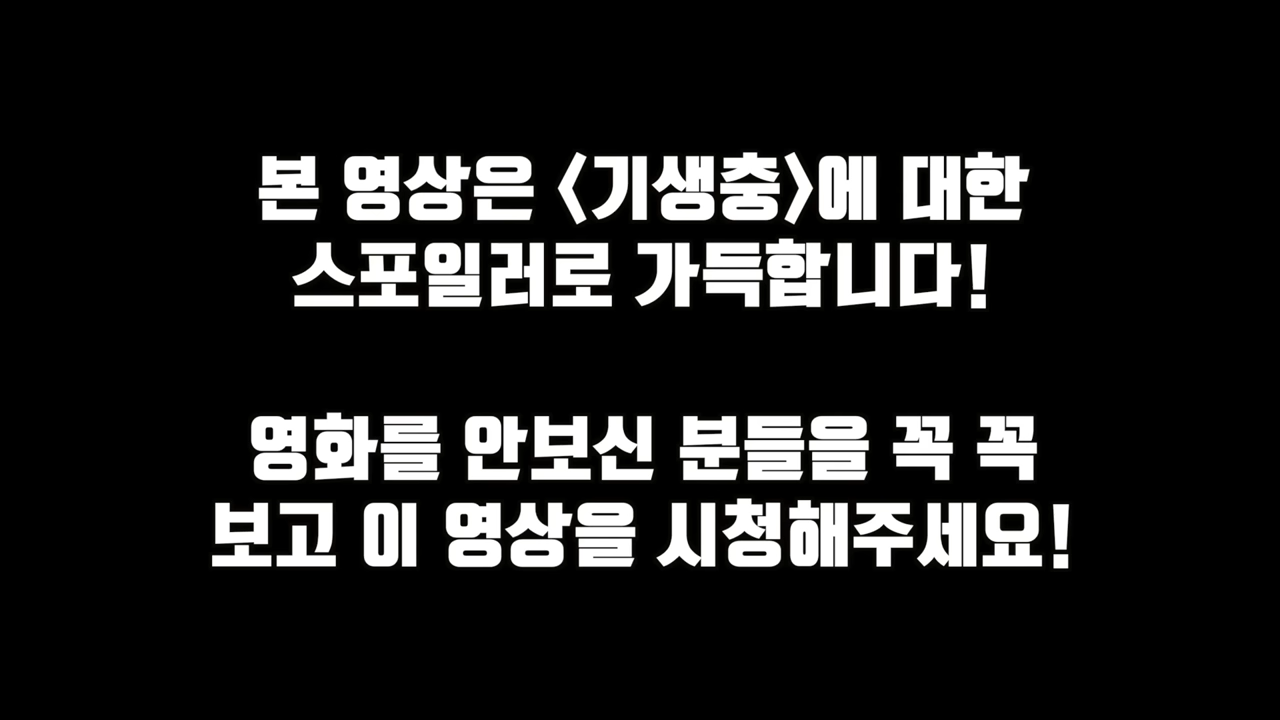 본 영상은 <기생충>에 대한
스포일러로 가득합니다!
영화를 안보신 분들을 꼭 꼭
보고 이 영상을 시청해주세요!